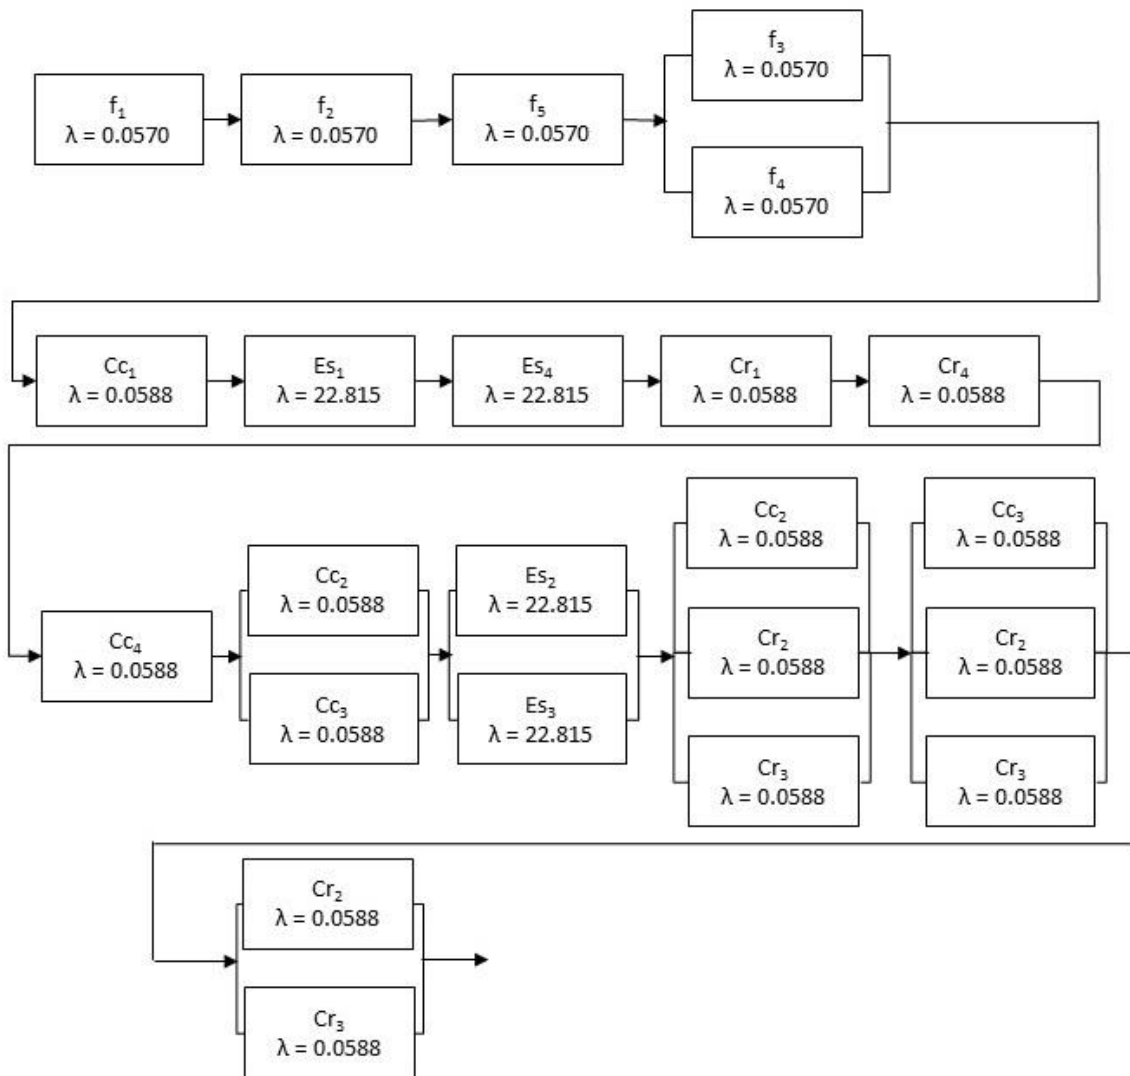 f₁
λ = 0.0570
f₂
λ = 0.0570
f₅
λ = 0.0570
f₃
λ = 0.0570
f₄
λ = 0.0570
Cc₁
λ = 0.0588
Es₁
λ = 22.815
Es₄
λ = 22.815
Cr₁
λ = 0.0588
Cr₄
λ = 0.0588
Cc₄
λ = 0.0588
Cc₂
λ = 0.0588
Cc₃
λ = 0.0588
Es₂
λ = 22.815
Es₃
λ = 22.815
Cc₂
λ = 0.0588
Cr₂
λ = 0.0588
Cr₃
λ = 0.0588
Cc₃
λ = 0.0588
Cr₂
λ = 0.0588
Cr₃
λ = 0.0588
Cr₂
λ = 0.0588
Cr₃
λ = 0.0588